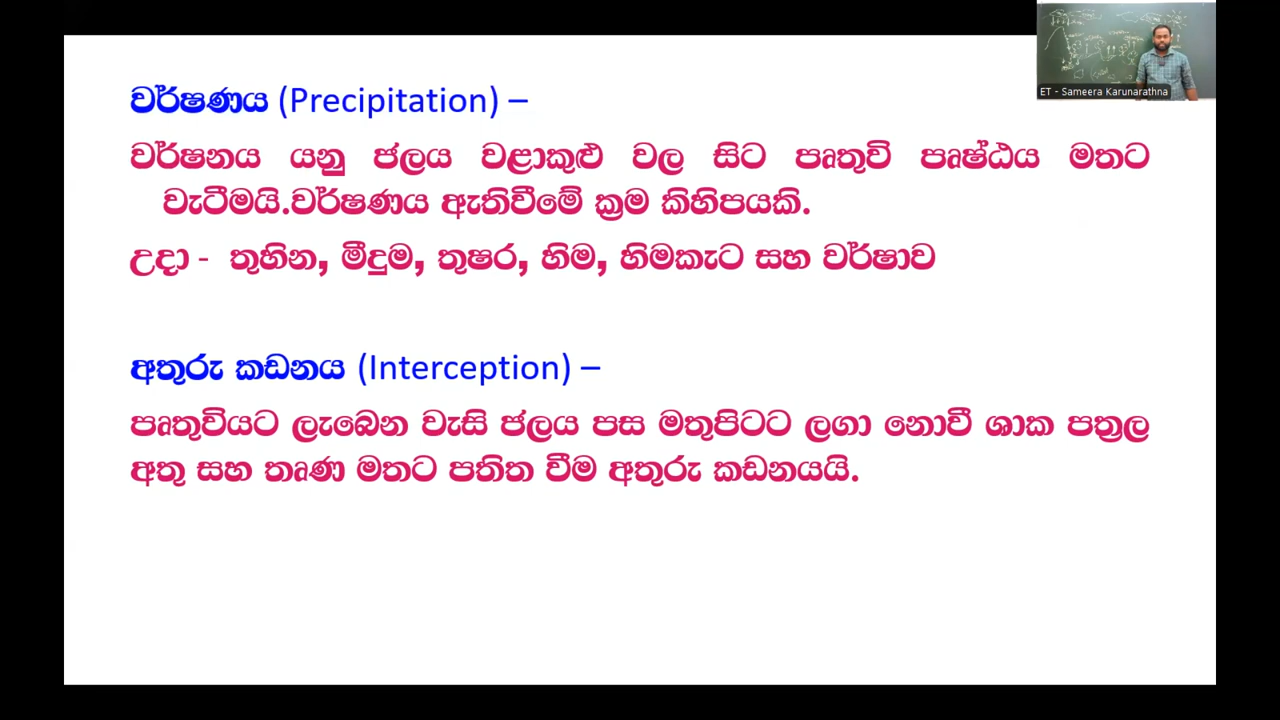 වර්ෂණය (Precipitation) –
ET - Sameera Karunarathna
වර්ෂනය යනු ජලය වළාකුළු වල සිට පෘතුවි පෘෂ්ඨය මතට
වැටීමයි.වර්ෂණය ඇතිවීමේ ක්‍රම කිහිපයකි.
උදා - තුහින, මීදුම, තුෂර, හිම, හිමකැට සහ වර්ෂාව
අතුරු කඩනය (Interception) –
පෘතුවියට ලැබෙන වැසි ජලය පස මතුපිටට ලගා නොවී ශාක පත්‍රල
අතු සහ තෘණ මතට පතිත වීම අතුරු කඩනයයි.